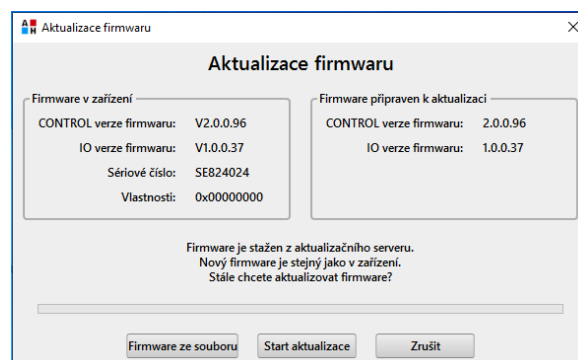 AH Aktualizace firmwaru
Aktualizace firmwaru
Firmware v zařízení
CONTROL verze firmwaru: V2.0.0.96
IO verze firmwaru: V1.0.0.37
Sériové číslo: SE824024
Vlastnosti: 0x00000000
Firmware připraven k aktualizaci
CONTROL verze firmwaru: 2.0.0.96
IO verze firmwaru: 1.0.0.37
Firmware je stažen z aktualizačního serveru.
Nový firmware je stejný jako v zařízení.
Stále chcete aktualizovat firmware?
Firmware ze souboru Start aktualizace Zrušit